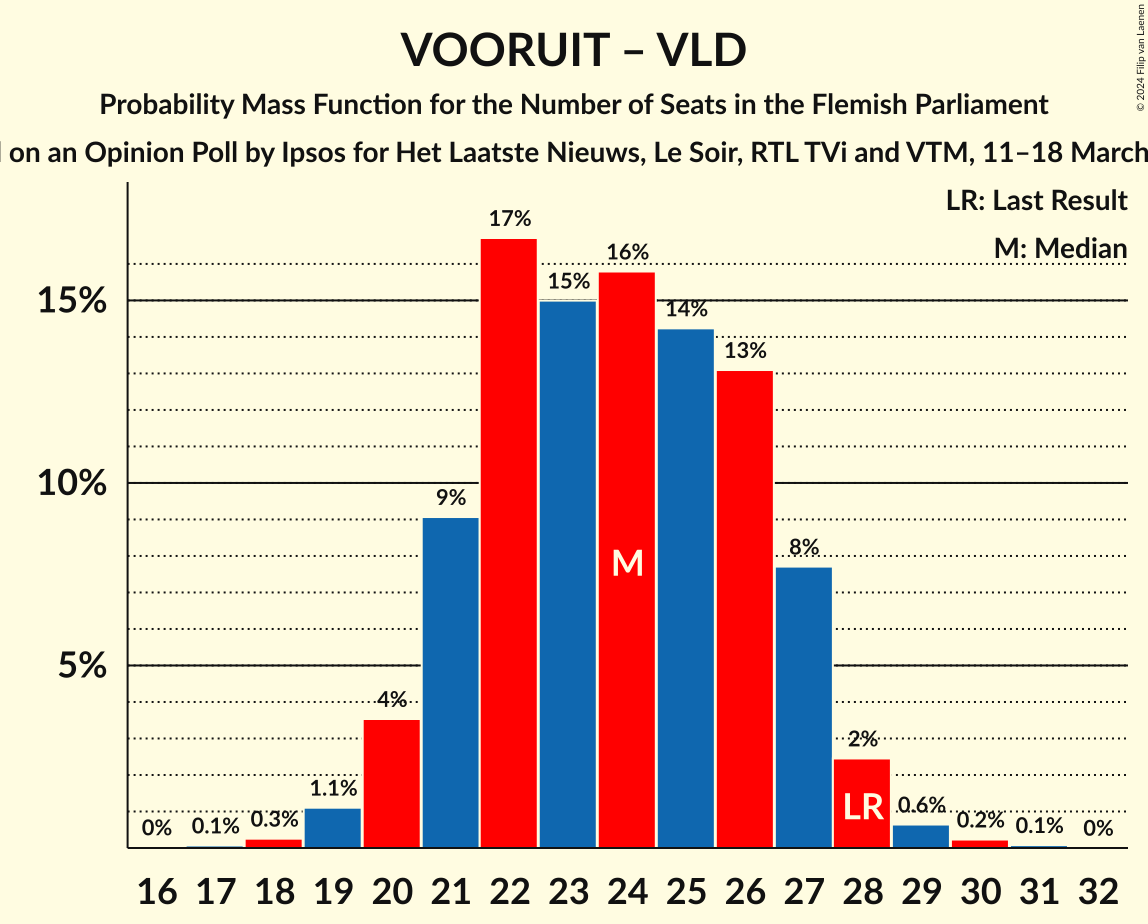 VOORUIT – VLD
Probability Mass Function for the Number of Seats in the Flemish Parliament
on an Opinion Poll by Ipsos for Het Laatste Nieuws, Le Soir, RTL TVi and VTM, 11–18 March
© 2024 Filip van Laenen
LR: Last Result
M: Median
15%
10%
5%
0%
0.1%
0.3%
1.1%
4%
9%
17%
15%
16%
14%
13%
8%
2%
0.6%
0.2%
0.1%
0%
M
LR
16 17 18 19 20 21 22 23 24 25 26 27 28 29 30 31 32